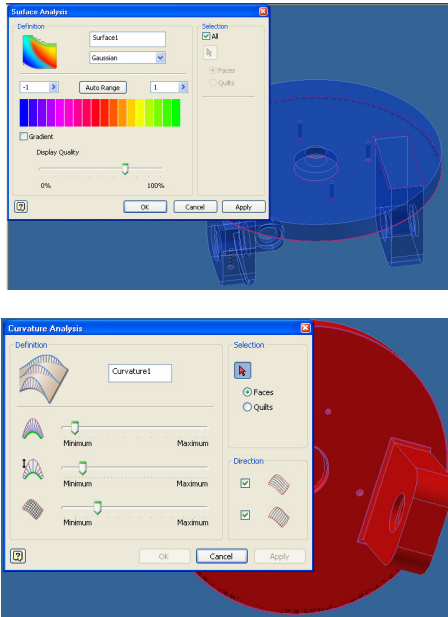 Surface Analysis
Definition
Surface1
Gaussian
-1
Auto Range
1
Gradient
Display Quality
0%
100%
Selection
All
Faces
Quilts
OK
Cancel
Apply
Curvature Analysis
Definition
Curvature1
Minimum
Maximum
Minimum
Maximum
Minimum
Maximum
Selection
Faces
Quilts
Direction
OK
Cancel
Apply